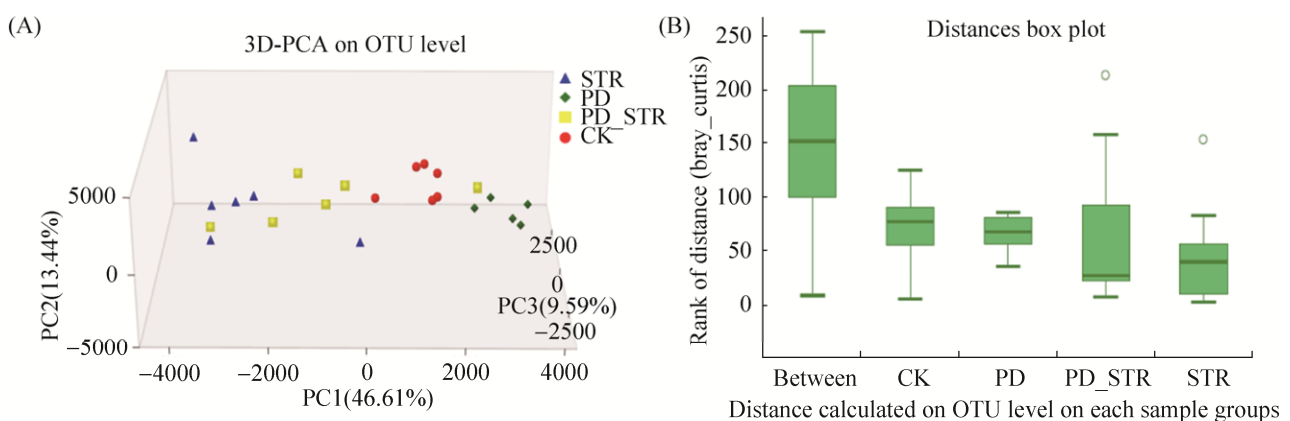 (A)
3D-PCA on OTU level
STR
PD
PD_STR
CK
5000
0
−5000
PC2(13.44%)
2500
0
PC3(9.59%)
−2500
−4000
−2000
0
2000
4000
PC1(46.61%)
(B)
Distances box plot
250
200
150
100
50
0
Rank of distance (bray_curtis)
Between
CK
PD
PD_STR
STR
Distance calculated on OTU level on each sample groups